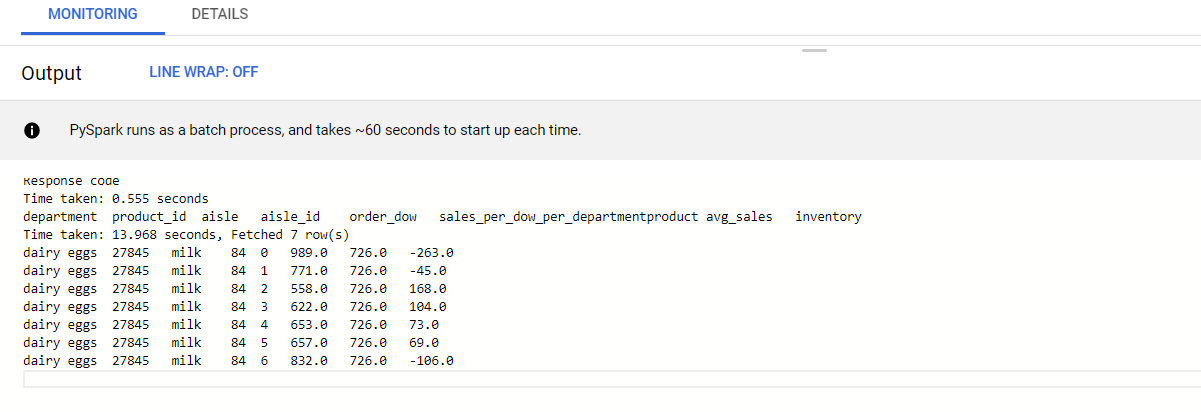 MONITORING DETAILS
Output LINE WRAP: OFF
PySpark runs as a batch process, and takes ~60 seconds to start up each time.
Response code
Time taken: 0.555 seconds
department product_id aisle aisle_id order_dow sales_per_dow_per_departmentproduct avg_sales inventory
Time taken: 13.968 seconds, Fetched 7 row(s)
dairy eggs 27845 milk 84 0 989.0 726.0 -263.0
dairy eggs 27845 milk 84 1 771.0 726.0 -45.0
dairy eggs 27845 milk 84 2 558.0 726.0 168.0
dairy eggs 27845 milk 84 3 622.0 726.0 104.0
dairy eggs 27845 milk 84 4 653.0 726.0 73.0
dairy eggs 27845 milk 84 5 657.0 726.0 69.0
dairy eggs 27845 milk 84 6 832.0 726.0 -106.0